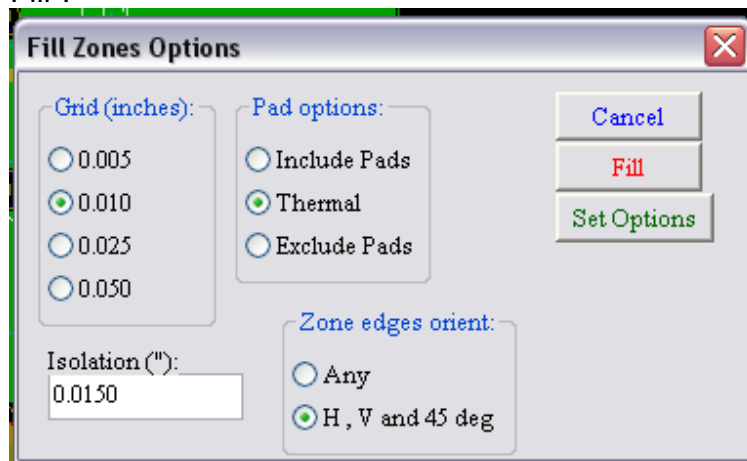 Fill Zones Options
Grid (inches):
0.005
0.010
0.025
0.050
Pad options:
Include Pads
Thermal
Exclude Pads
Cancel
Fill
Set Options
Isolation ("):
0.0150
Zone edges orient:
Any
H , V and 45 deg